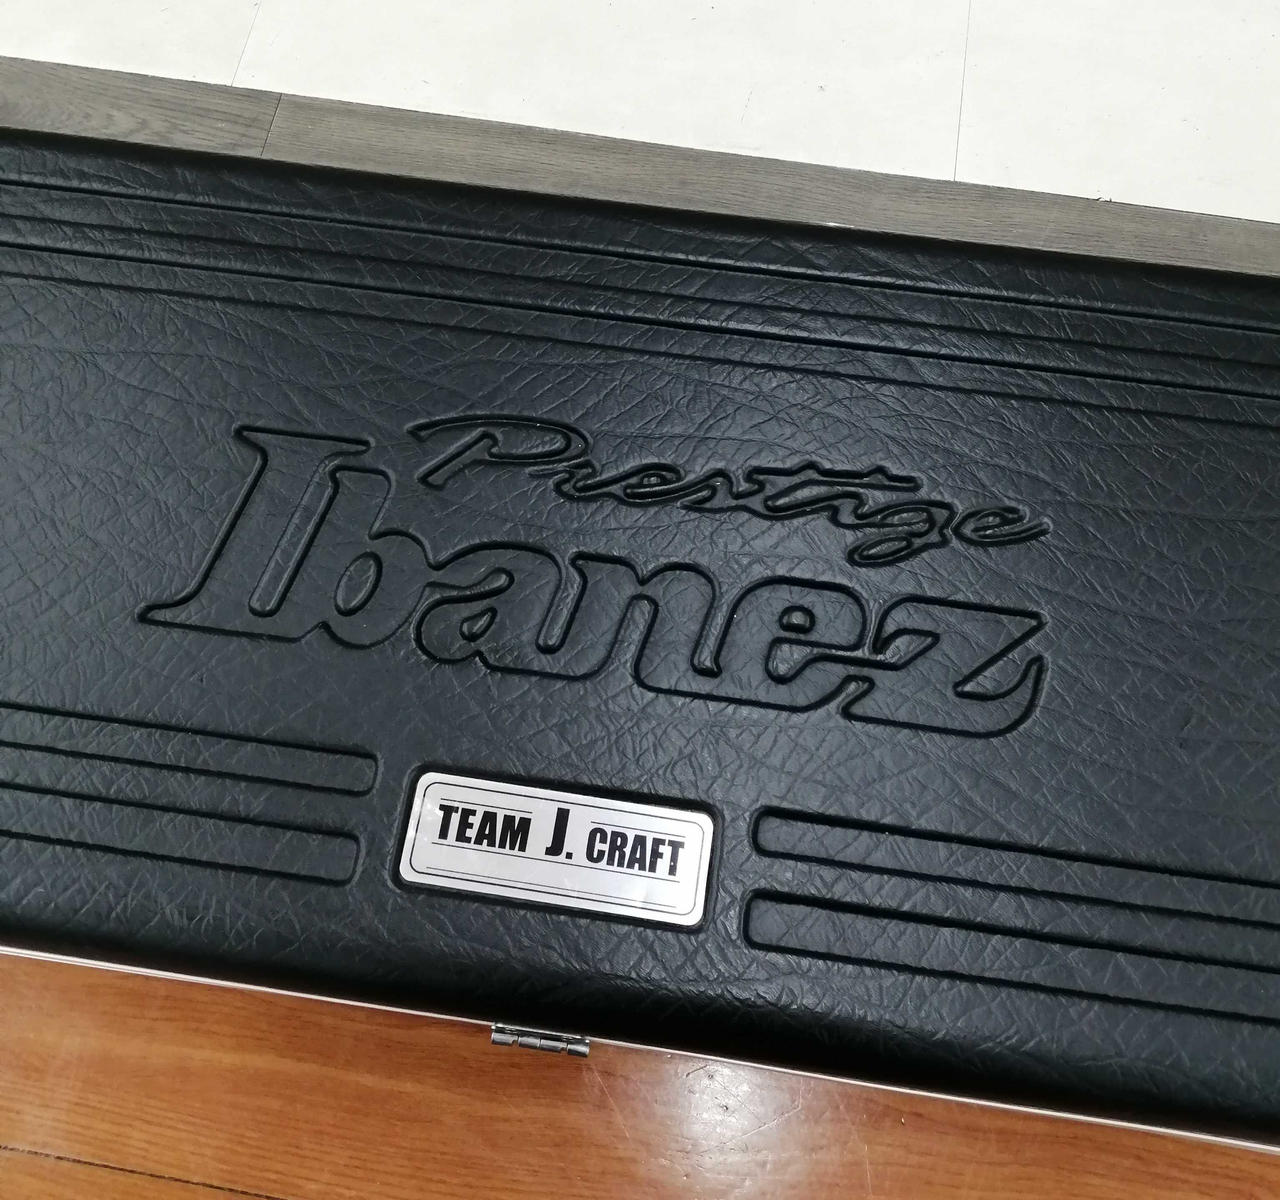 Prestige
Ibanez
TEAM J. CRAFT